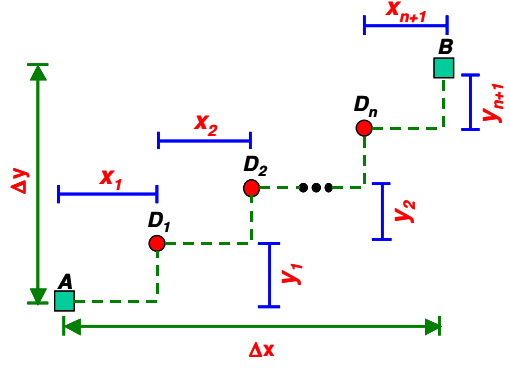 xₙ₊₁
B
x₂
Dₙ
yₙ₊₁
Δy
x₁
D₂
D₁
y₂
A
y₁
Δx